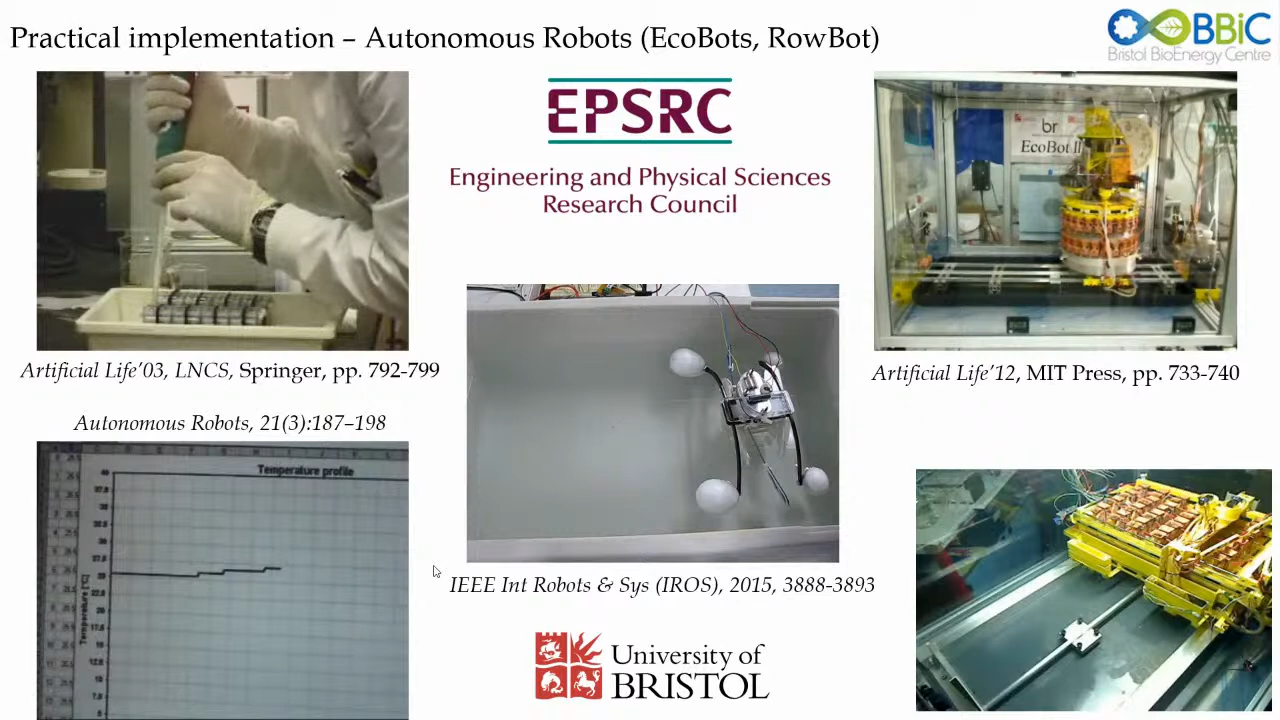 Practical implementation – Autonomous Robots (EcoBots, RowBot)
BBiC
Bristol BioEnergy Centre
EPSRC
Engineering and Physical Sciences
Research Council
br
EcoBot II
Artificial Life’03, LNCS, Springer, pp. 792-799
Artificial Life’12, MIT Press, pp. 733-740
Autonomous Robots, 21(3):187–198
Temperature profile
Temperature [°C]
IEEE Int Robots & Sys (IROS), 2015, 3888-3893
University of
BRISTOL